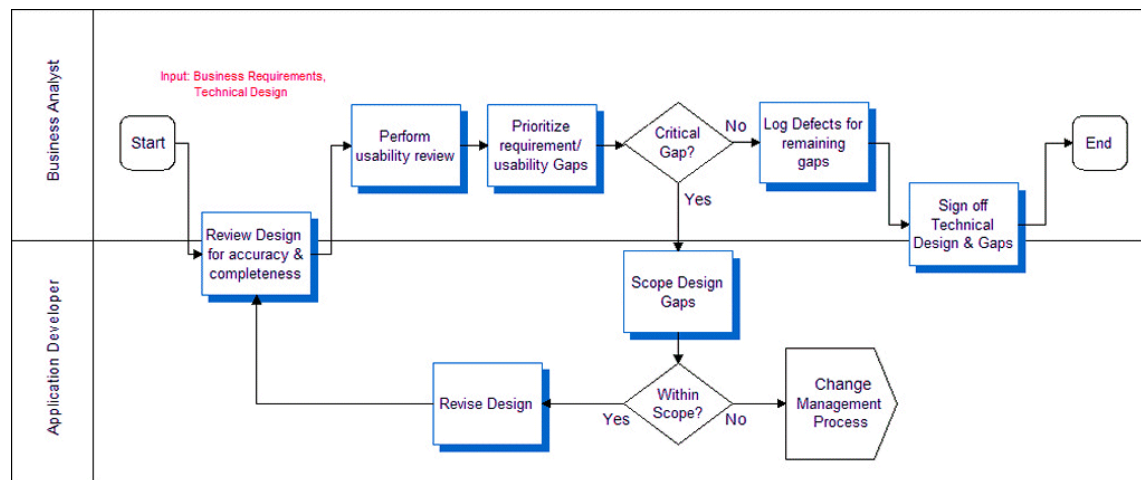 Business Analyst
Input: Business Requirements,
Technical Design
Start
Perform
usability review
Prioritize
requirement/
usability Gaps
Critical
Gap?
No
Yes
Log Defects for
remaining
gaps
End
Sign off
Technical
Design & Gaps
Review Design
for accuracy &
completeness
Application Developer
Scope Design
Gaps
Within
Scope?
Yes
No
Revise Design
Change
Management
Process